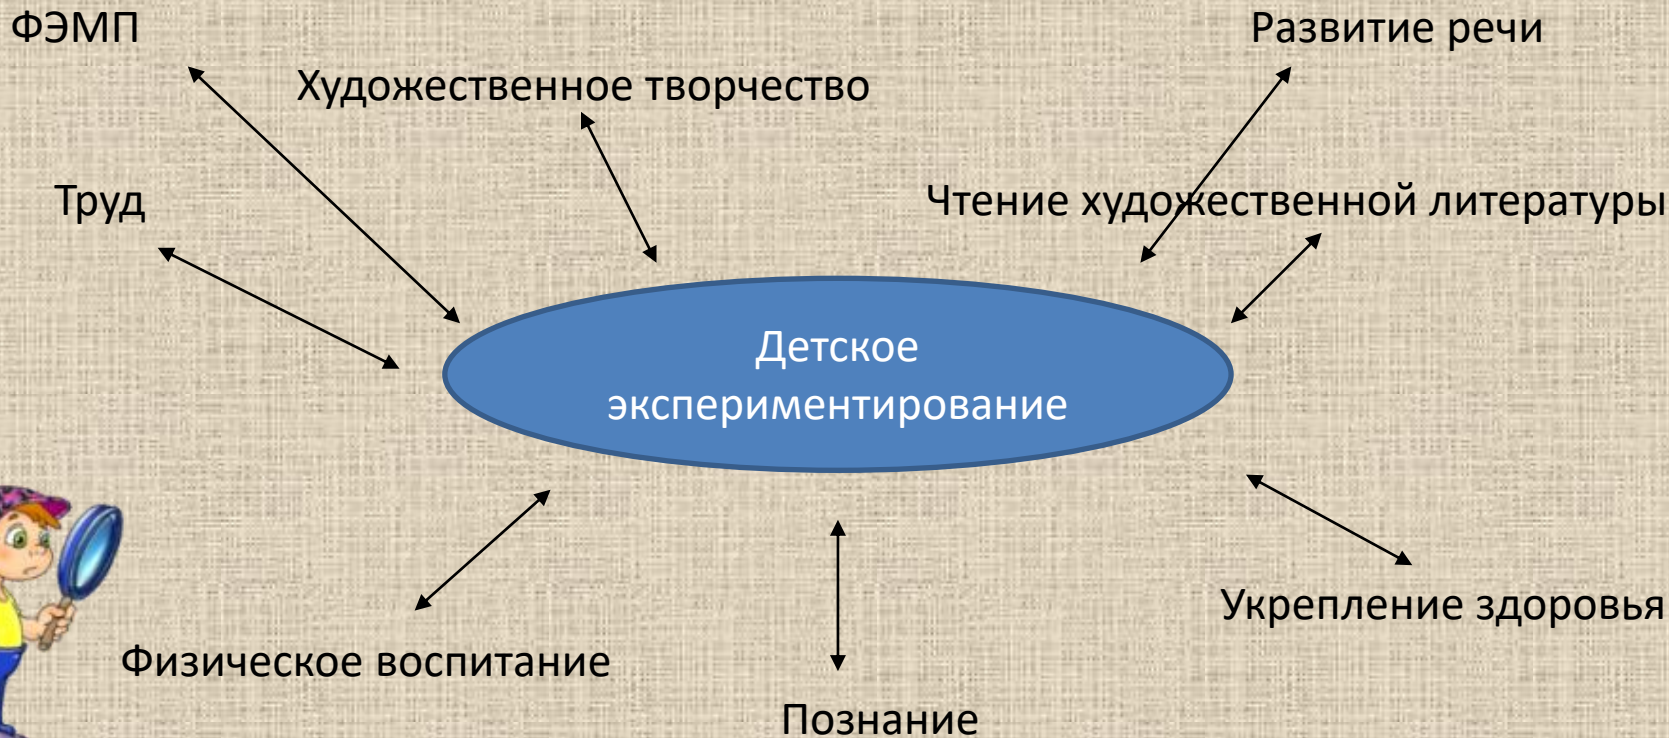 ФЭМП
Развитие речи
Художественное творчество
Труд
Чтение художественной литературы
Детское
экспериментирование
Укрепление здоровья
Физическое воспитание
Познание